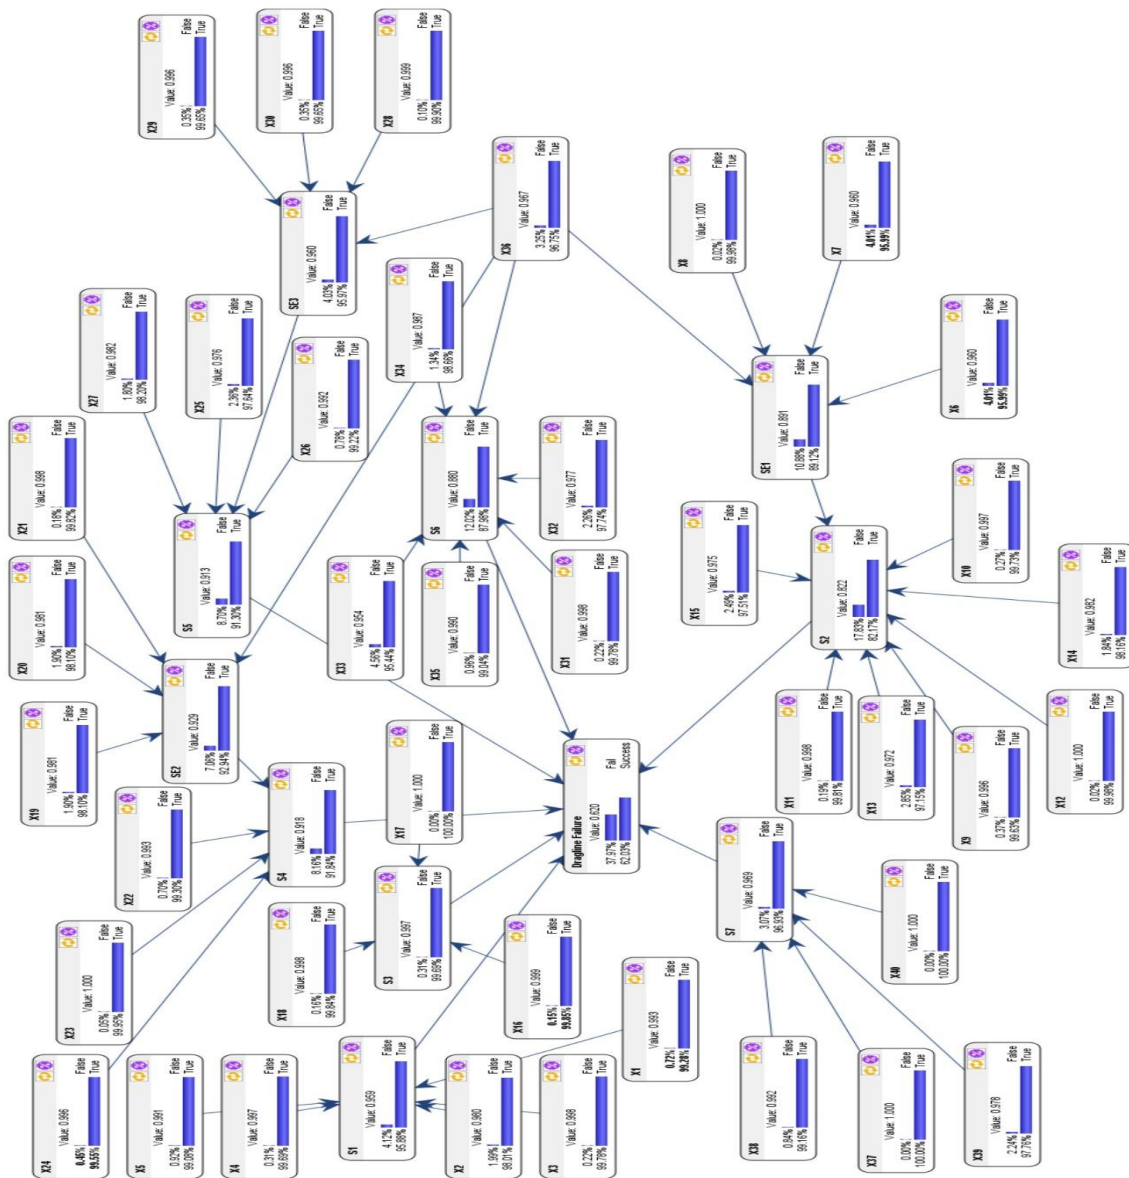 X21
Value: 0.998
0.18% False
99.82% True
X20
Value: 0.981
1.90% False
98.10% True
X19
Value: 0.981
1.90% False
98.10% True
X24
Value: 0.996
0.45% False
99.55% True
X23
Value: 1.000
0.05% False
99.95% True
X27
Value: 0.982
1.80% False
98.20% True
X22
Value: 0.993
0.70% False
99.30% True
X5
Value: 0.991
0.92% False
99.08% True
X29
Value: 0.996
0.35% False
99.65% True
SE2
Value: 0.929
7.06% False
92.94% True
S5
Value: 0.913
8.70% False
91.30% True
X25
Value: 0.976
2.36% False
97.64% True
X4
Value: 0.997
0.31% False
99.69% True
X18
Value: 0.998
0.16% False
99.84% True
X30
Value: 0.996
0.35% False
99.65% True
S4
Value: 0.918
8.16% False
91.84% True
SE3
Value: 0.960
4.03% False
95.97% True
X26
Value: 0.992
0.78% False
99.22% True
X33
Value: 0.954
4.56% False
95.44% True
S1
Value: 0.959
4.12% False
95.88% True
S3
Value: 0.997
0.31% False
99.69% True
X17
Value: 1.000
0.00% False
100.00% True
X34
Value: 0.987
1.34% False
98.66% True
X28
Value: 0.999
0.10% False
99.90% True
X35
Value: 0.990
0.96% False
99.04% True
S6
Value: 0.880
12.02% False
87.98% True
X2
Value: 0.980
1.99% False
98.01% True
X36
Value: 0.967
3.25% False
96.75% True
X16
Value: 0.999
0.15% False
99.85% True
X32
Value: 0.977
2.26% False
97.74% True
X3
Value: 0.998
0.22% False
99.78% True
X31
Value: 0.998
0.22% False
99.78% True
Dragline Failure
Value: 0.620
37.97% Fail
62.03% Success
X1
Value: 0.993
0.72% False
99.28% True
X8
Value: 1.000
0.02% False
99.98% True
X15
Value: 0.975
2.49% False
97.51% True
S7
Value: 0.969
3.07% False
96.93% True
X38
Value: 0.992
0.84% False
99.16% True
SE1
Value: 0.891
10.88% False
89.12% True
X11
Value: 0.998
0.19% False
99.81% True
X7
Value: 0.960
4.01% False
95.99% True
S2
Value: 0.822
17.83% False
82.17% True
X37
Value: 1.000
0.00% False
100.00% True
X13
Value: 0.972
2.85% False
97.15% True
X40
Value: 1.000
0.00% False
100.00% True
X10
Value: 0.997
0.27% False
99.73% True
X6
Value: 0.960
4.01% False
95.99% True
X9
Value: 0.996
0.37% False
99.63% True
X39
Value: 0.978
2.24% False
97.76% True
X14
Value: 0.982
1.84% False
98.16% True
X12
Value: 1.000
0.02% False
99.98% True